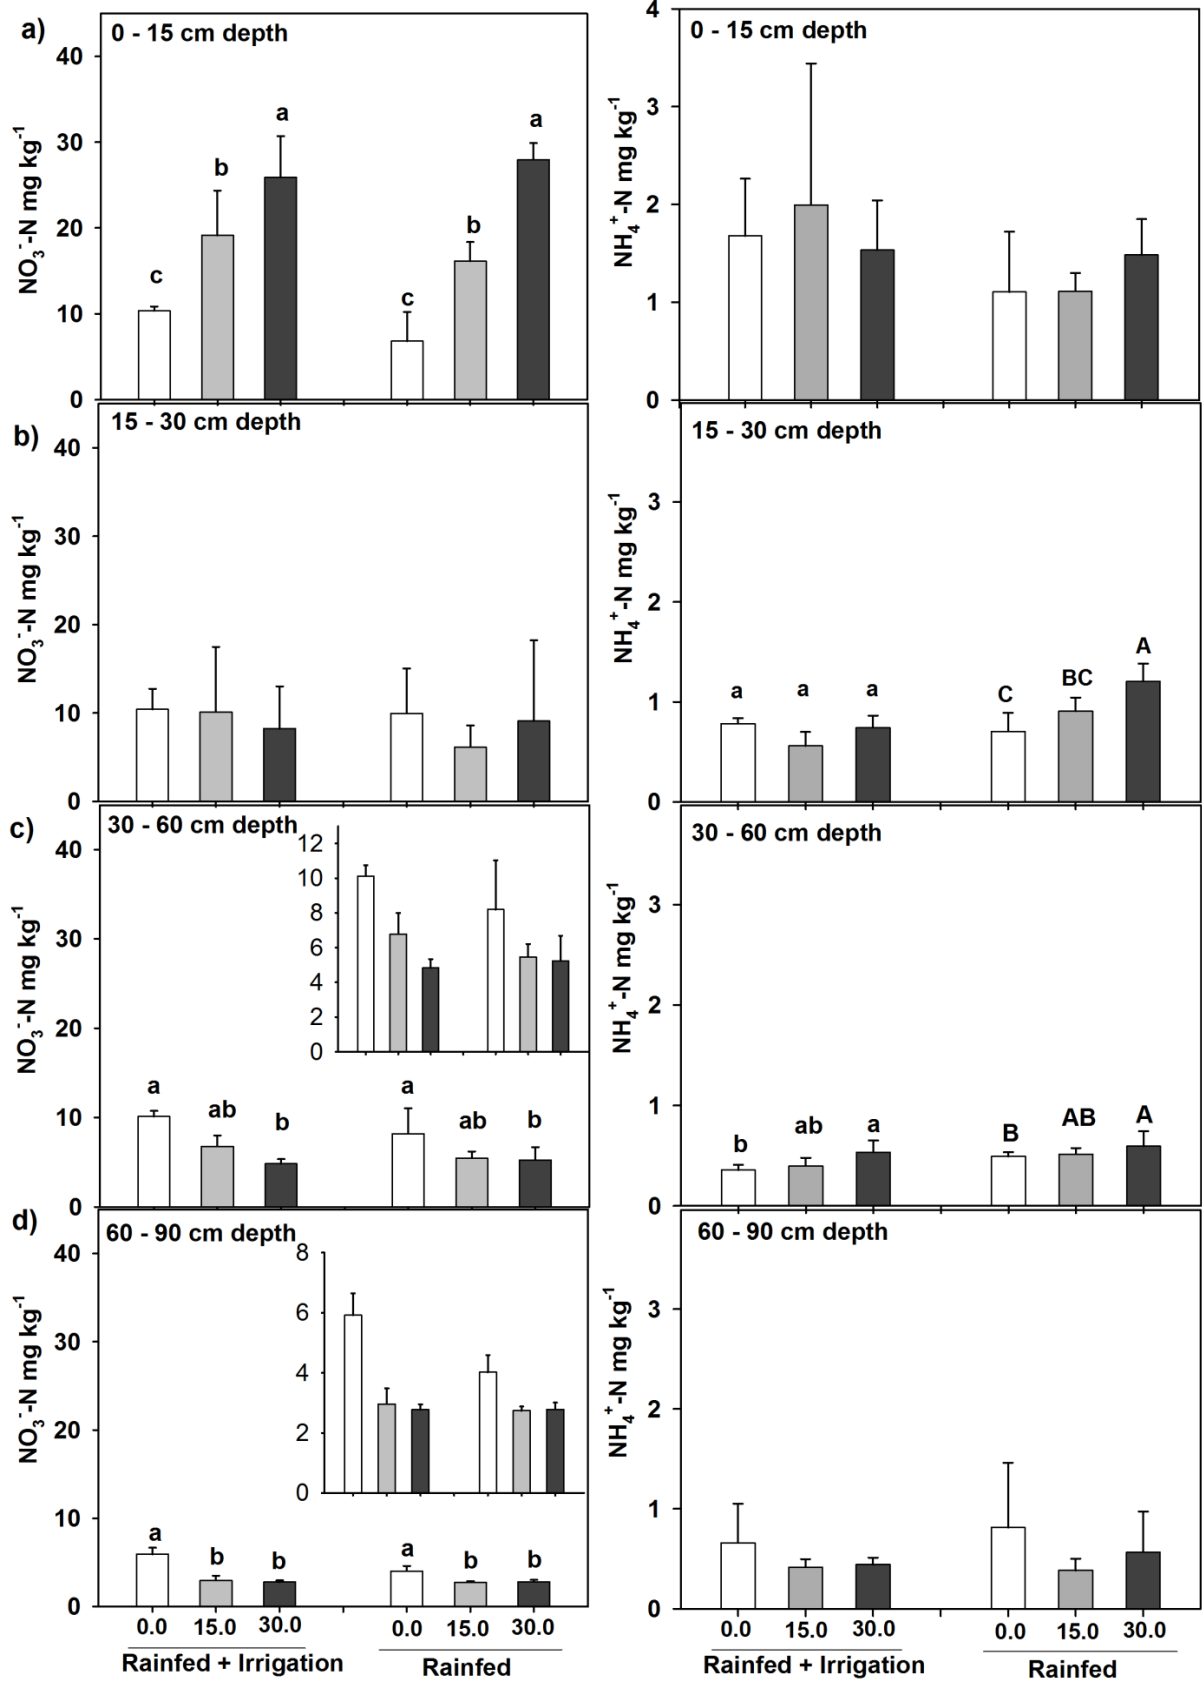 a)
0 - 15 cm depth
NO₃⁻-N mg kg⁻¹
40
30
20
10
0
c
b
a
c
b
a
0 - 15 cm depth
NH₄⁺-N mg kg⁻¹
4
3
2
1
0
b)
15 - 30 cm depth
NO₃⁻-N mg kg⁻¹
40
30
20
10
0
15 - 30 cm depth
NH₄⁺-N mg kg⁻¹
3
2
1
0
a
a
a
C
BC
A
c)
30 - 60 cm depth
NO₃⁻-N mg kg⁻¹
40
30
20
10
0
12
10
8
6
4
2
0
a
ab
b
a
ab
b
30 - 60 cm depth
NH₄⁺-N mg kg⁻¹
3
2
1
0
b
ab
a
B
AB
A
d)
60 - 90 cm depth
NO₃⁻-N mg kg⁻¹
40
30
20
10
0
8
6
4
2
0
a
b
b
a
b
b
0.0 15.0 30.0 0.0 15.0 30.0
Rainfed + Irrigation Rainfed
60 - 90 cm depth
NH₄⁺-N mg kg⁻¹
3
2
1
0
0.0 15.0 30.0 0.0 15.0 30.0
Rainfed + Irrigation Rainfed